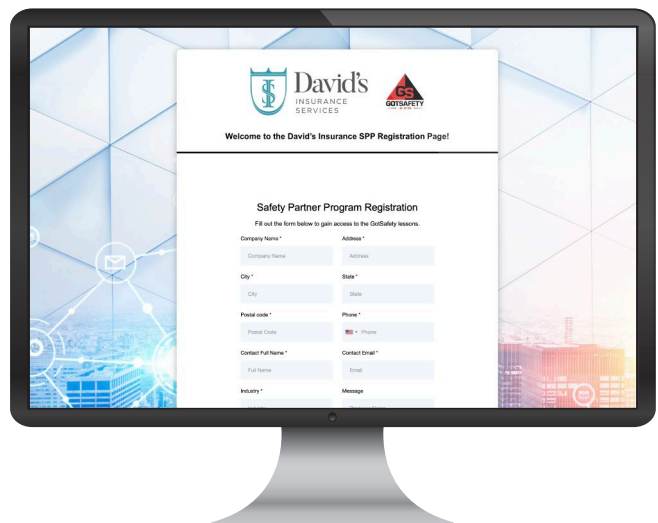 David's
INSURANCE
SERVICES
GS
GOTSAFETY
.COM
Welcome to the David's Insurance SPP Registration Page!
Safety Partner Program Registration
Fill out the form below to gain access to the GotSafety lessons.
Company Name * Address *
Company Name Address
City * State *
City State
Postal code * Phone *
Postal Code Phone
Contact Full Name * Contact Email *
Full Name Email
Industry * Message